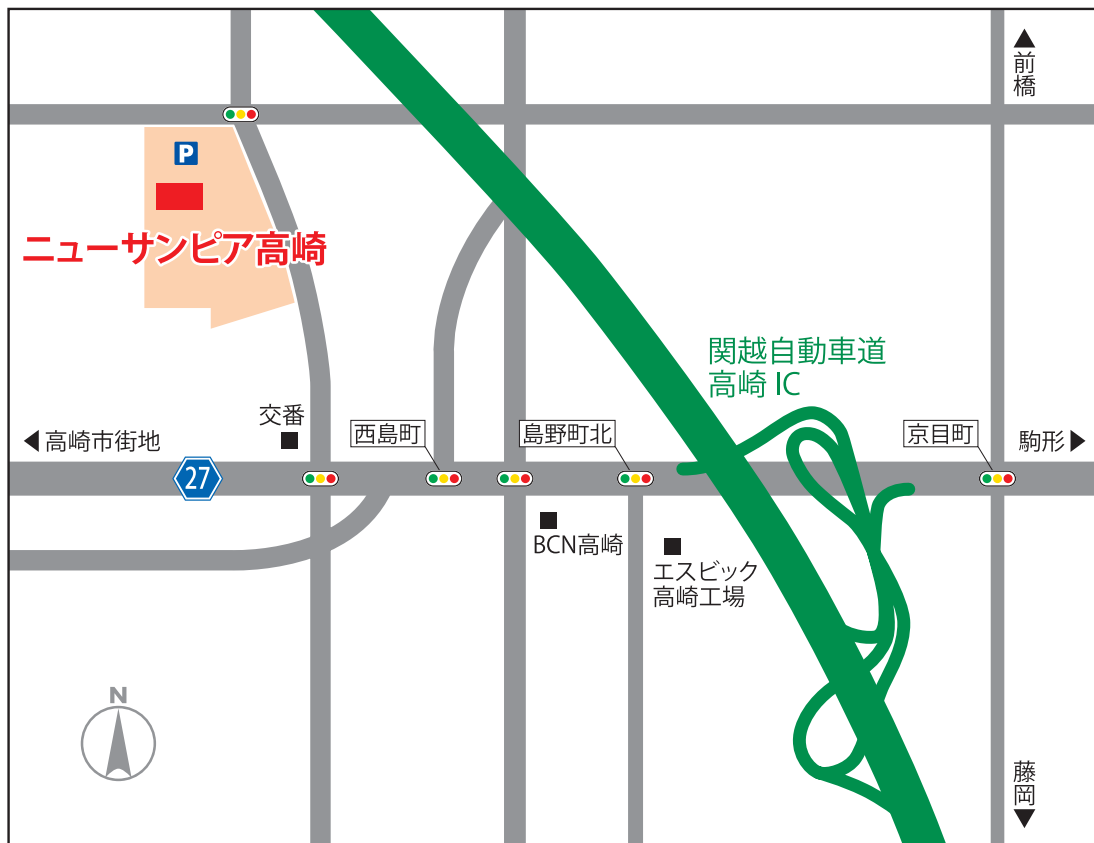 前橋
P
ニューサンピア高崎
関越自動車道
高崎 IC
交番
高崎市街地
西島町
島野町北
京目町
駒形
27
BCN高崎
エスビック
高崎工場
N
藤岡